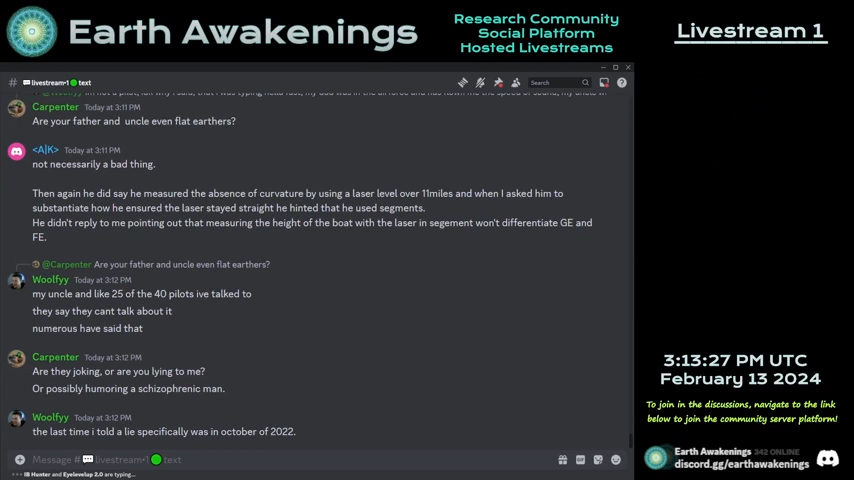 Earth Awakenings
Research Community
Social Platform
Hosted Livestreams
Livestream 1
# 💬livestream•1🟢text
Search
Carpenter Today at 3:11 PM
Are your father and uncle even flat earthers?
<A|K> Today at 3:11 PM
not necessarily a bad thing.
Then again he did say he measured the absence of curvature by using a laser level over 11miles and when I asked him to
substantiate how he ensured the laser stayed straight he hinted that he used segments.
He didn't reply to me pointing out that measuring the height of the boat with the laser in segement won't differentiate GE and
FE.
@Carpenter Are your father and uncle even flat earthers?
Woolfyy Today at 3:12 PM
my uncle and like 25 of the 40 pilots ive talked to
they say they cant talk about it
numerous have said that
Carpenter Today at 3:12 PM
Are they joking, or are you lying to me?
Or possibly humoring a schizophrenic man.
Woolfyy Today at 3:12 PM
the last time i told a lie specifically was in october of 2022.
Message #💬livestream•1🟢text
IB Hunter and Eyelevelap 2.0 are typing...
3:13:27 PM UTC
February 13 2024
To join in the discussions, navigate to the link
below to join the community server platform!
Earth Awakenings 342 ONLINE
discord.gg/earthawakenings